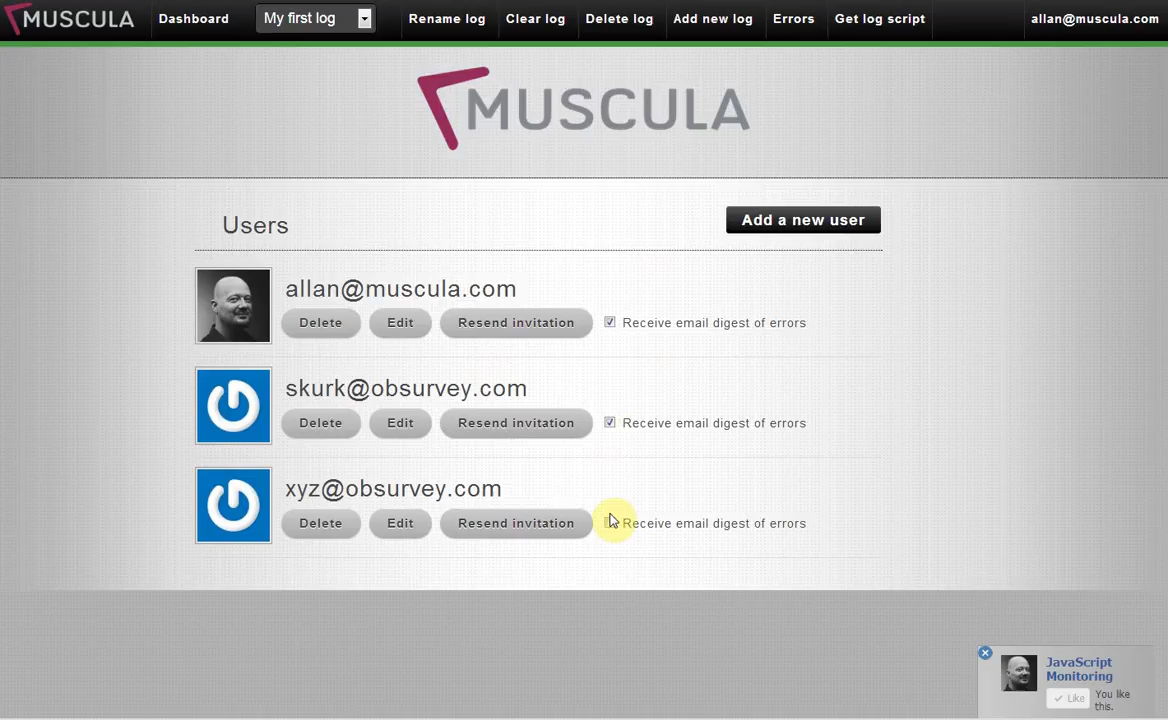 MUSCULA Dashboard My first log Rename log Clear log Delete log Add new log Errors Get log script allan@muscula.com
MUSCULA
Users Add a new user
allan@muscula.com
Delete Edit Resend invitation Receive email digest of errors
skurk@obsurvey.com
Delete Edit Resend invitation Receive email digest of errors
xyz@obsurvey.com
Delete Edit Resend invitation Receive email digest of errors
JavaScript
Monitoring
Like You like
this.